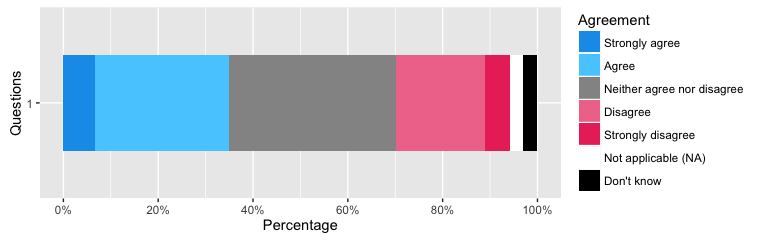 Questions
1
0%
20%
40%
60%
80%
100%
Percentage
Agreement
Strongly agree
Agree
Neither agree nor disagree
Disagree
Strongly disagree
Not applicable (NA)
Don't know